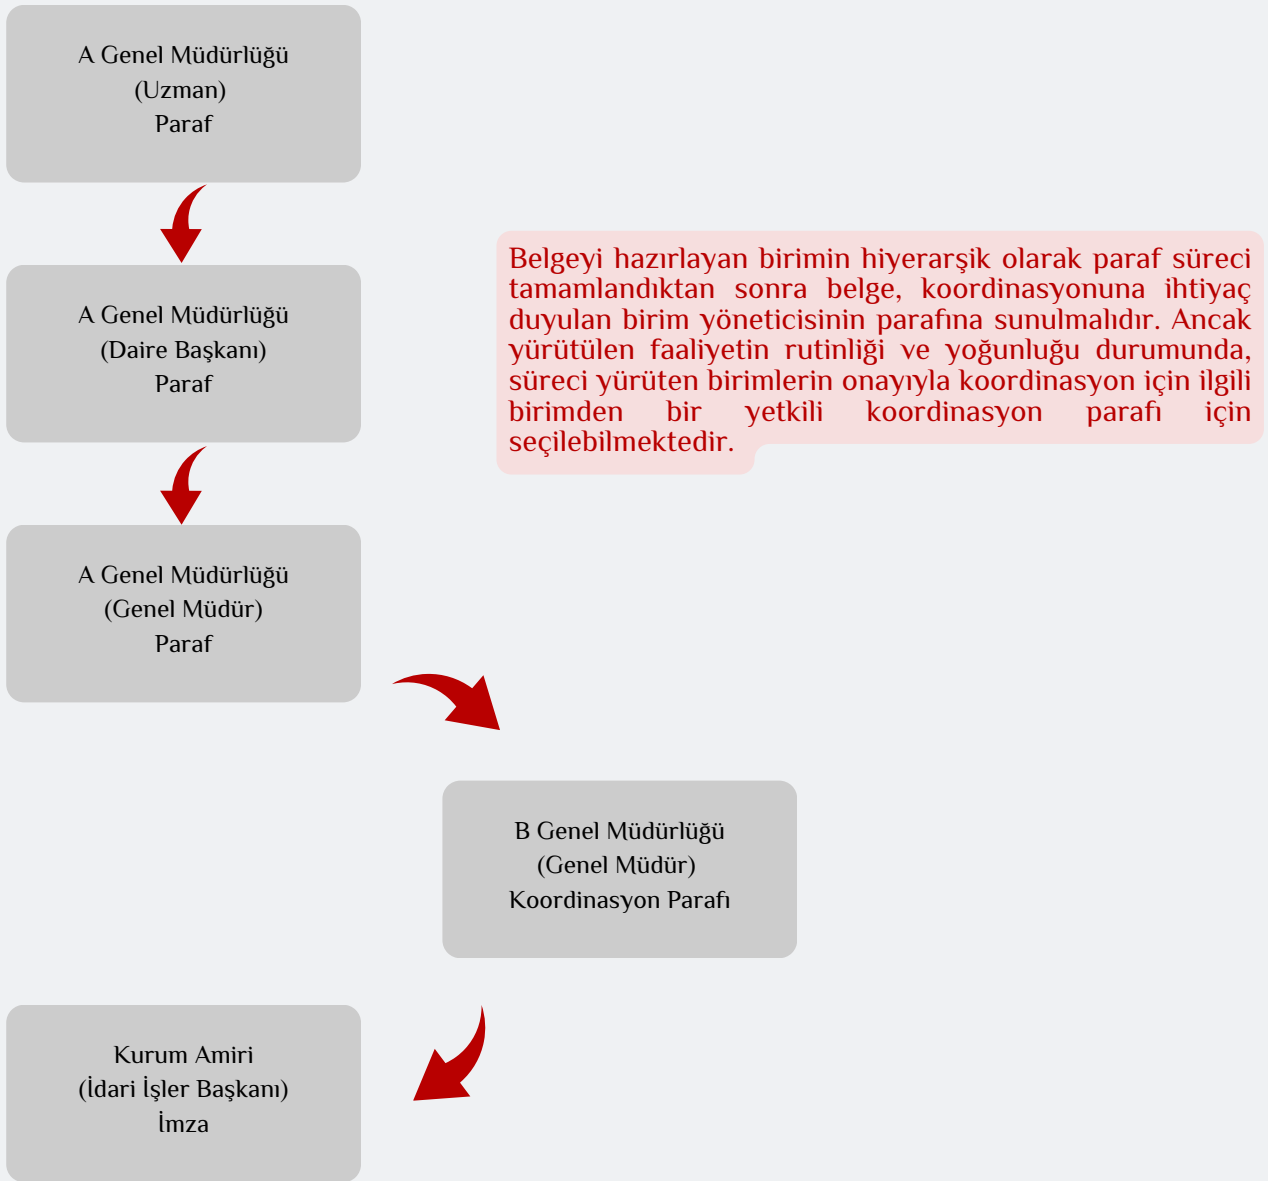 A Genel Müdürlüğü
(Uzman)
Paraf
A Genel Müdürlüğü
(Daire Başkanı)
Paraf
Belgeyi hazırlayan birimin hiyerarşik olarak paraf süreci
tamamlandıktan sonra belge, koordinasyonuna ihtiyaç
duyulan birim yöneticisinin parafına sunulmalıdır. Ancak
yürütülen faaliyetin rutinliği ve yoğunluğu durumunda,
süreci yürüten birimlerin onayıyla koordinasyon için ilgili
birimden bir yetkili koordinasyon parafı için
seçilebilmektedir.
A Genel Müdürlüğü
(Genel Müdür)
Paraf
B Genel Müdürlüğü
(Genel Müdür)
Koordinasyon Parafı
Kurum Amiri
(İdari İşler Başkanı)
İmza